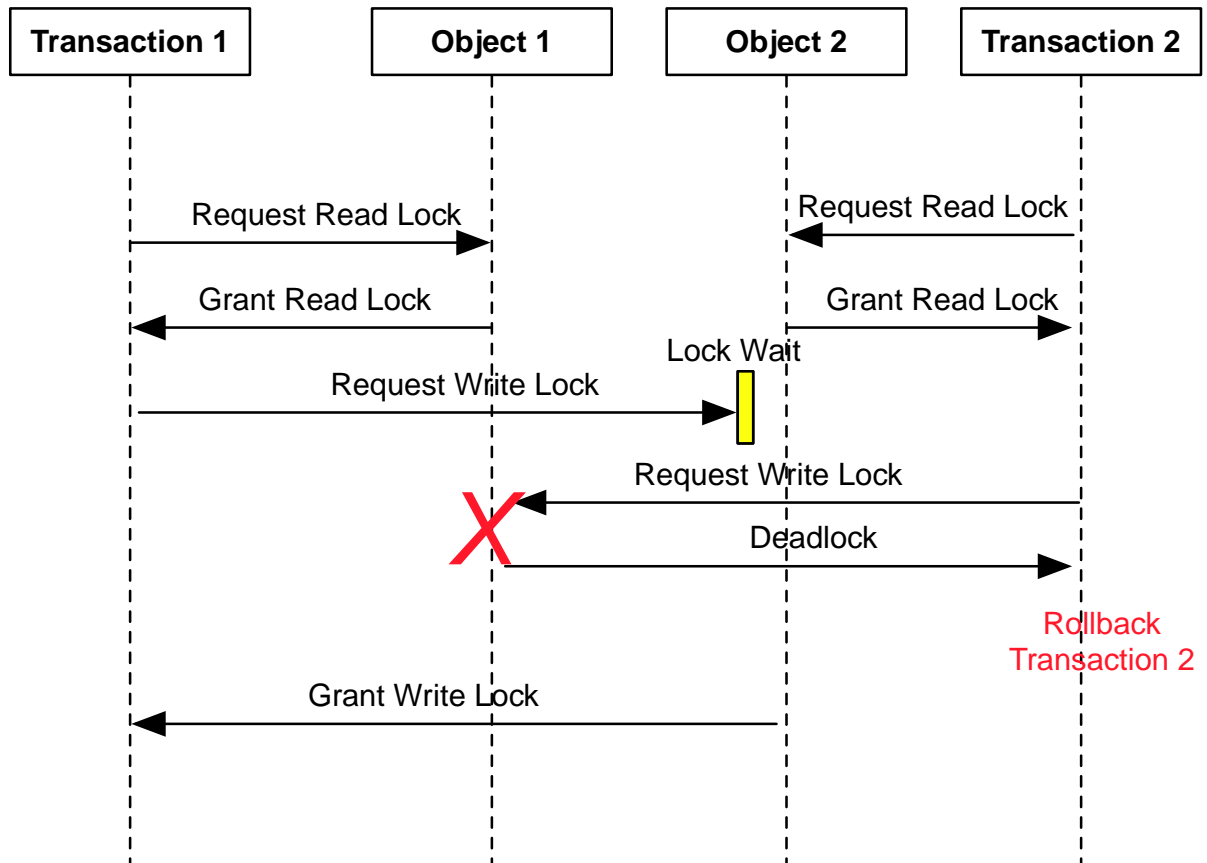 Transaction 1
Object 1
Object 2
Transaction 2
Request Read Lock
Request Read Lock
Grant Read Lock
Grant Read Lock
Lock Wait
Request Write Lock
Request Write Lock
X
Deadlock
Rollback
Transaction 2
Grant Write Lock